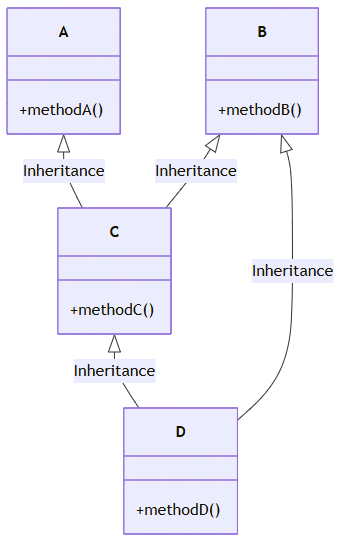 A
B
+methodA()
+methodB()
Inheritance
Inheritance
C
+methodC()
Inheritance
Inheritance
D
+methodD()